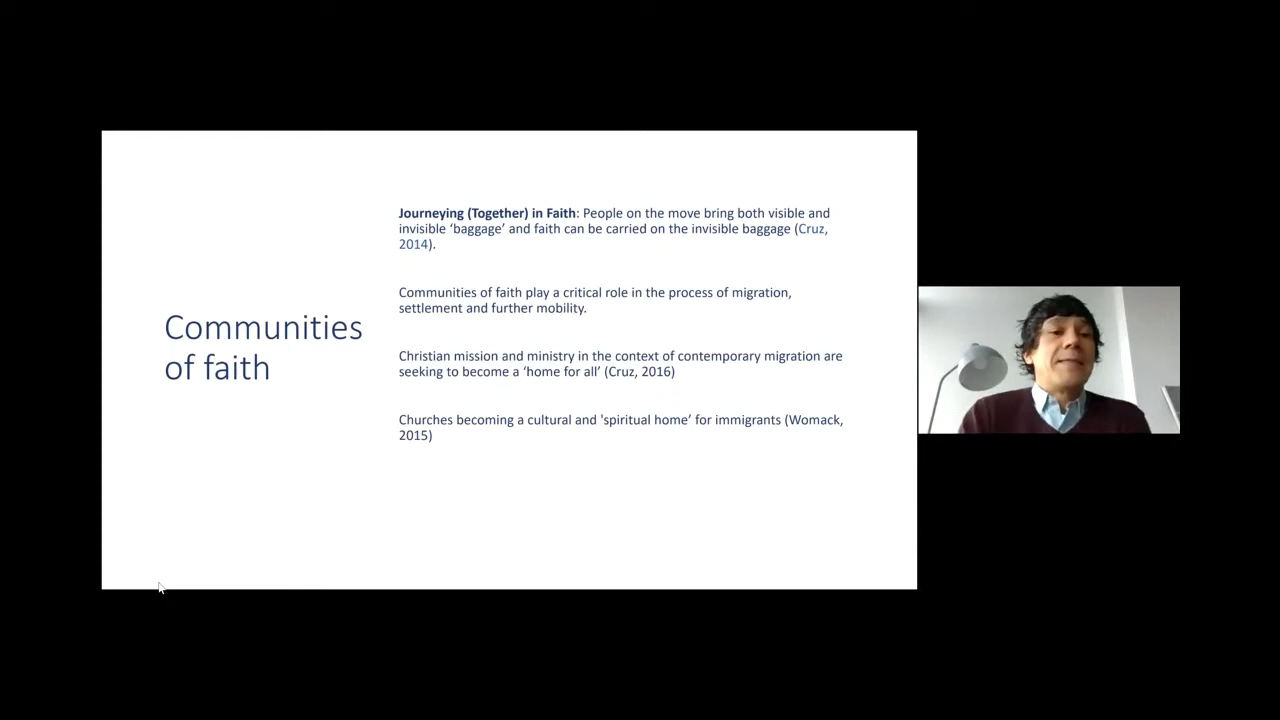 Communities
of faith
Journeying (Together) in Faith: People on the move bring both visible and
invisible ‘baggage’ and faith can be carried on the invisible baggage (Cruz,
2014).
Communities of faith play a critical role in the process of migration,
settlement and further mobility.
Christian mission and ministry in the context of contemporary migration are
seeking to become a ‘home for all’ (Cruz, 2016)
Churches becoming a cultural and 'spiritual home’ for immigrants (Womack,
2015)